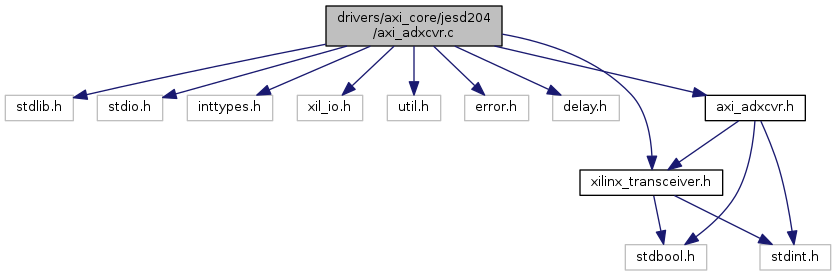 drivers/axi_core/jesd204
/axi_adxcvr.c
stdlib.h
stdio.h
inttypes.h
xil_io.h
util.h
error.h
delay.h
axi_adxcvr.h
xilinx_transceiver.h
stdbool.h
stdint.h